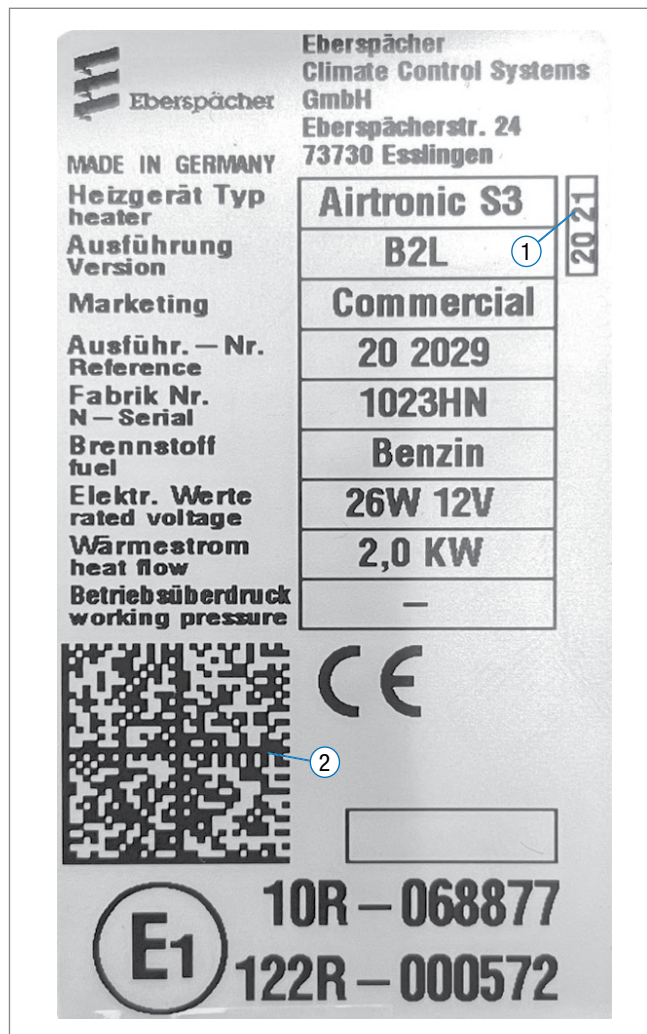 Eberspächer
Eberspächer
Climate Control Systems
GmbH
Eberspächerstr. 24
73730 Esslingen
MADE IN GERMANY
Heizgerät Typ
heater
Airtronic S3
20 21
1
Ausführung
Version
B2L
Marketing
Commercial
Ausführ. – Nr.
Reference
20 2029
Fabrik Nr.
N – Serial
1023HN
Brennstoff
fuel
Benzin
Elektr. Werte
rated voltage
26W 12V
Wärmestrom
heat flow
2,0 KW
Betriebsüberdruck
working pressure
–
CE
2
E1
10R – 068877
122R – 000572